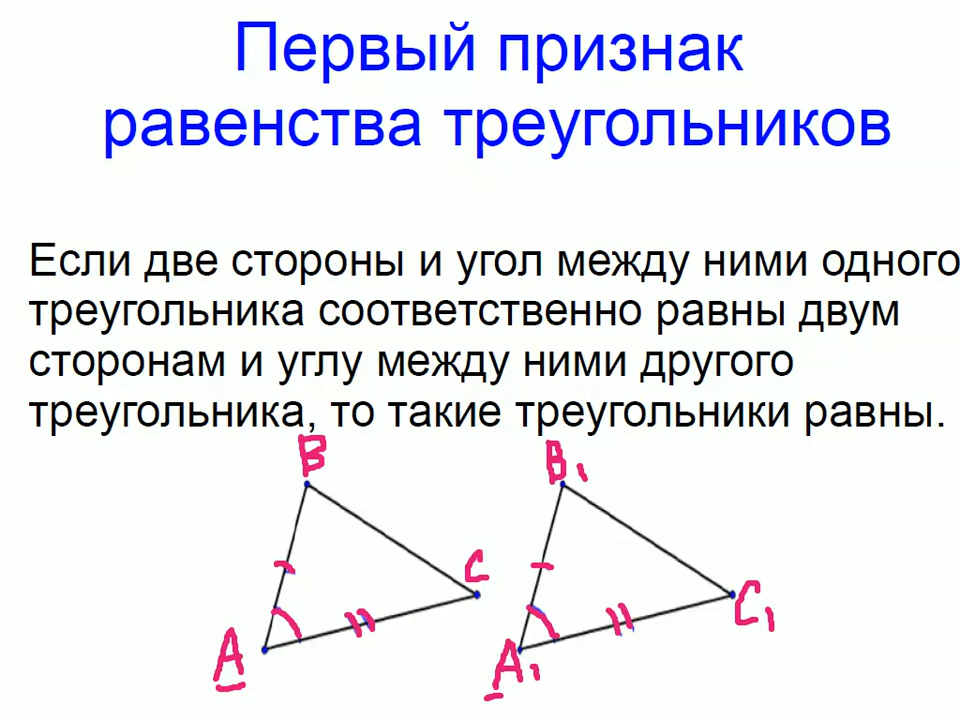 Первый признак
равенства треугольников
Если две стороны и угол между ними одного
треугольника соответственно равны двум
сторонам и углу между ними другого
треугольника, то такие треугольники равны.
B B₁
C C₁
A A₁